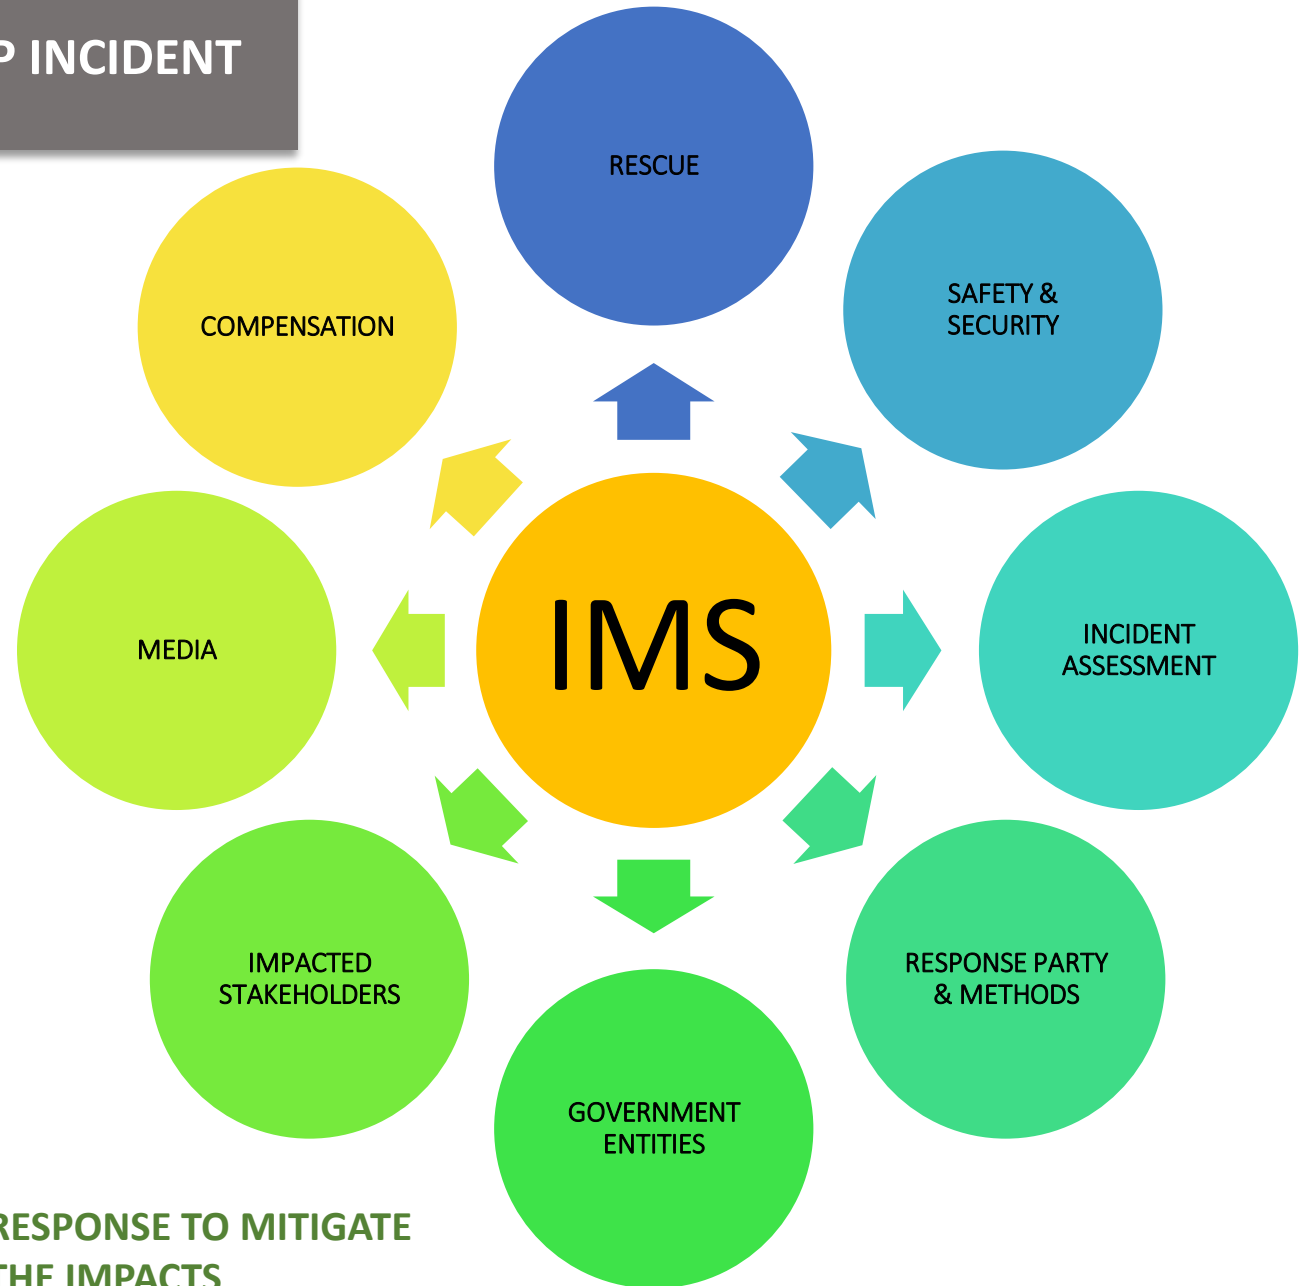 P INCIDENT
RESCUE
SAFETY &
SECURITY
COMPENSATION
IMS
INCIDENT
ASSESSMENT
MEDIA
RESPONSE PARTY
& METHODS
IMPACTED
STAKEHOLDERS
GOVERNMENT
ENTITIES
RESPONSE TO MITIGATE
THE IMPACTS